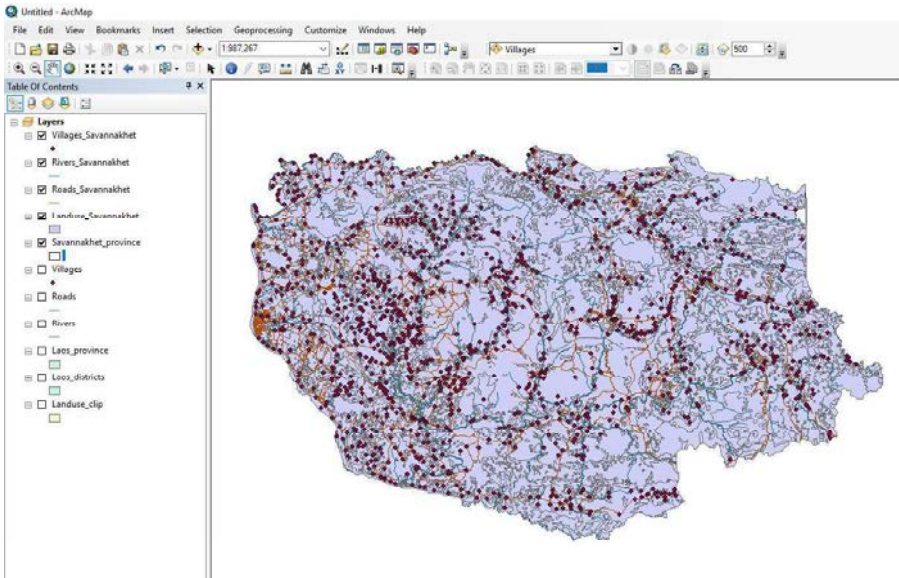 Untitled - ArcMap
File Edit View Bookmarks Insert Selection Geoprocessing Customize Windows Help
1:987,267
Villages
500
Table Of Contents
Layers
Villages_Savannakhet
Rivers_Savannakhet
Roads_Savannakhet
Landuse_Savannakhet
Savannakhet_province
Villages
Roads
Rivers
Laos_province
Laos_districts
Landuse_clip